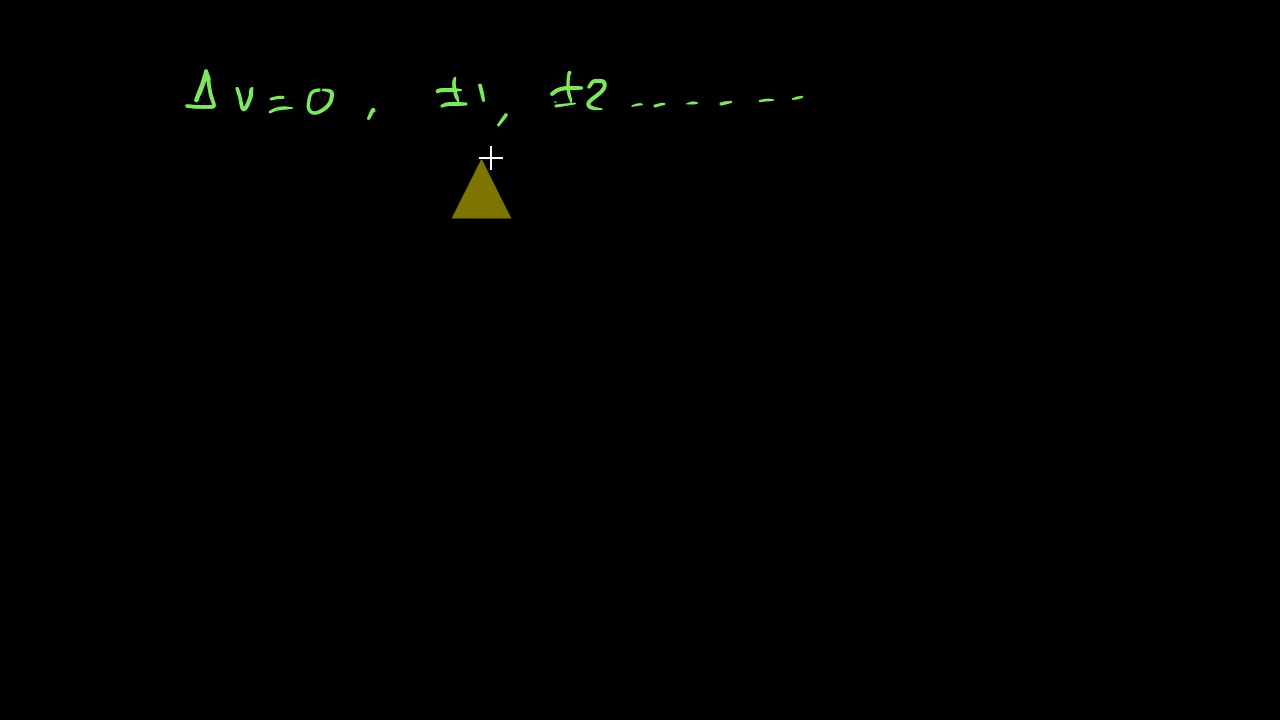 Δv=0, ±1, ±2 -------